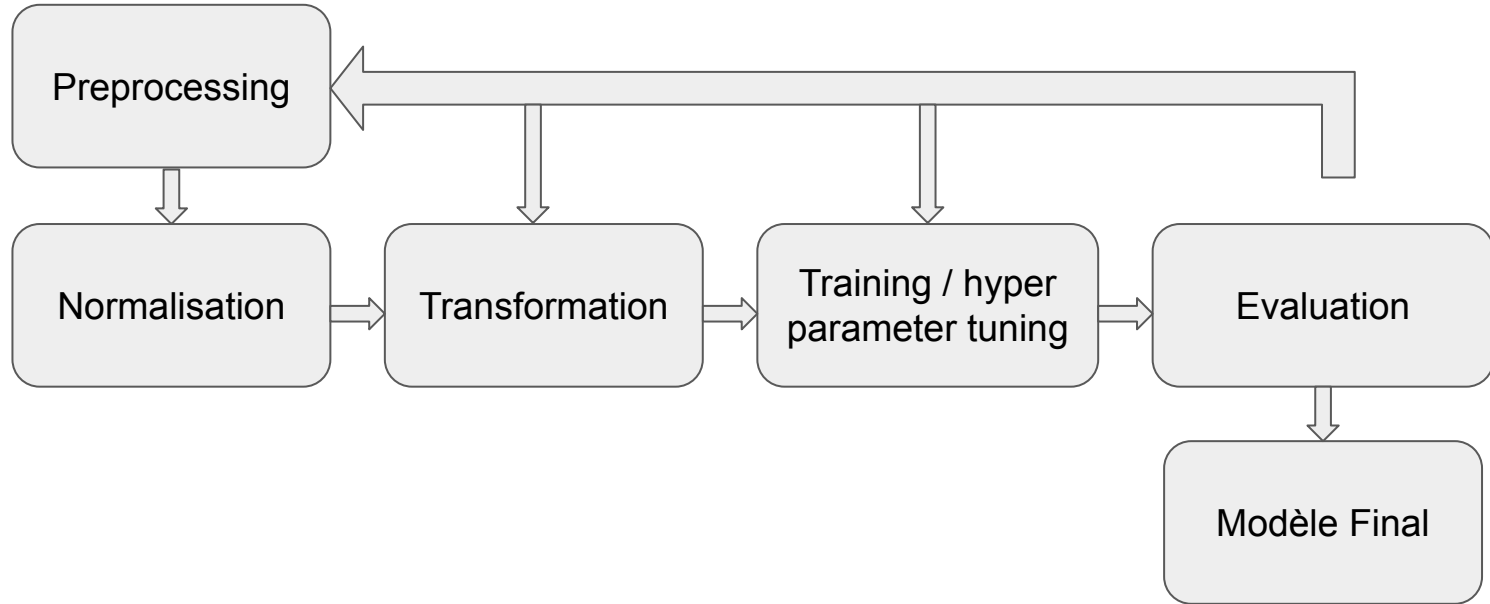 Preprocessing
Normalisation
Transformation
Training / hyper
parameter tuning
Evaluation
Modèle Final